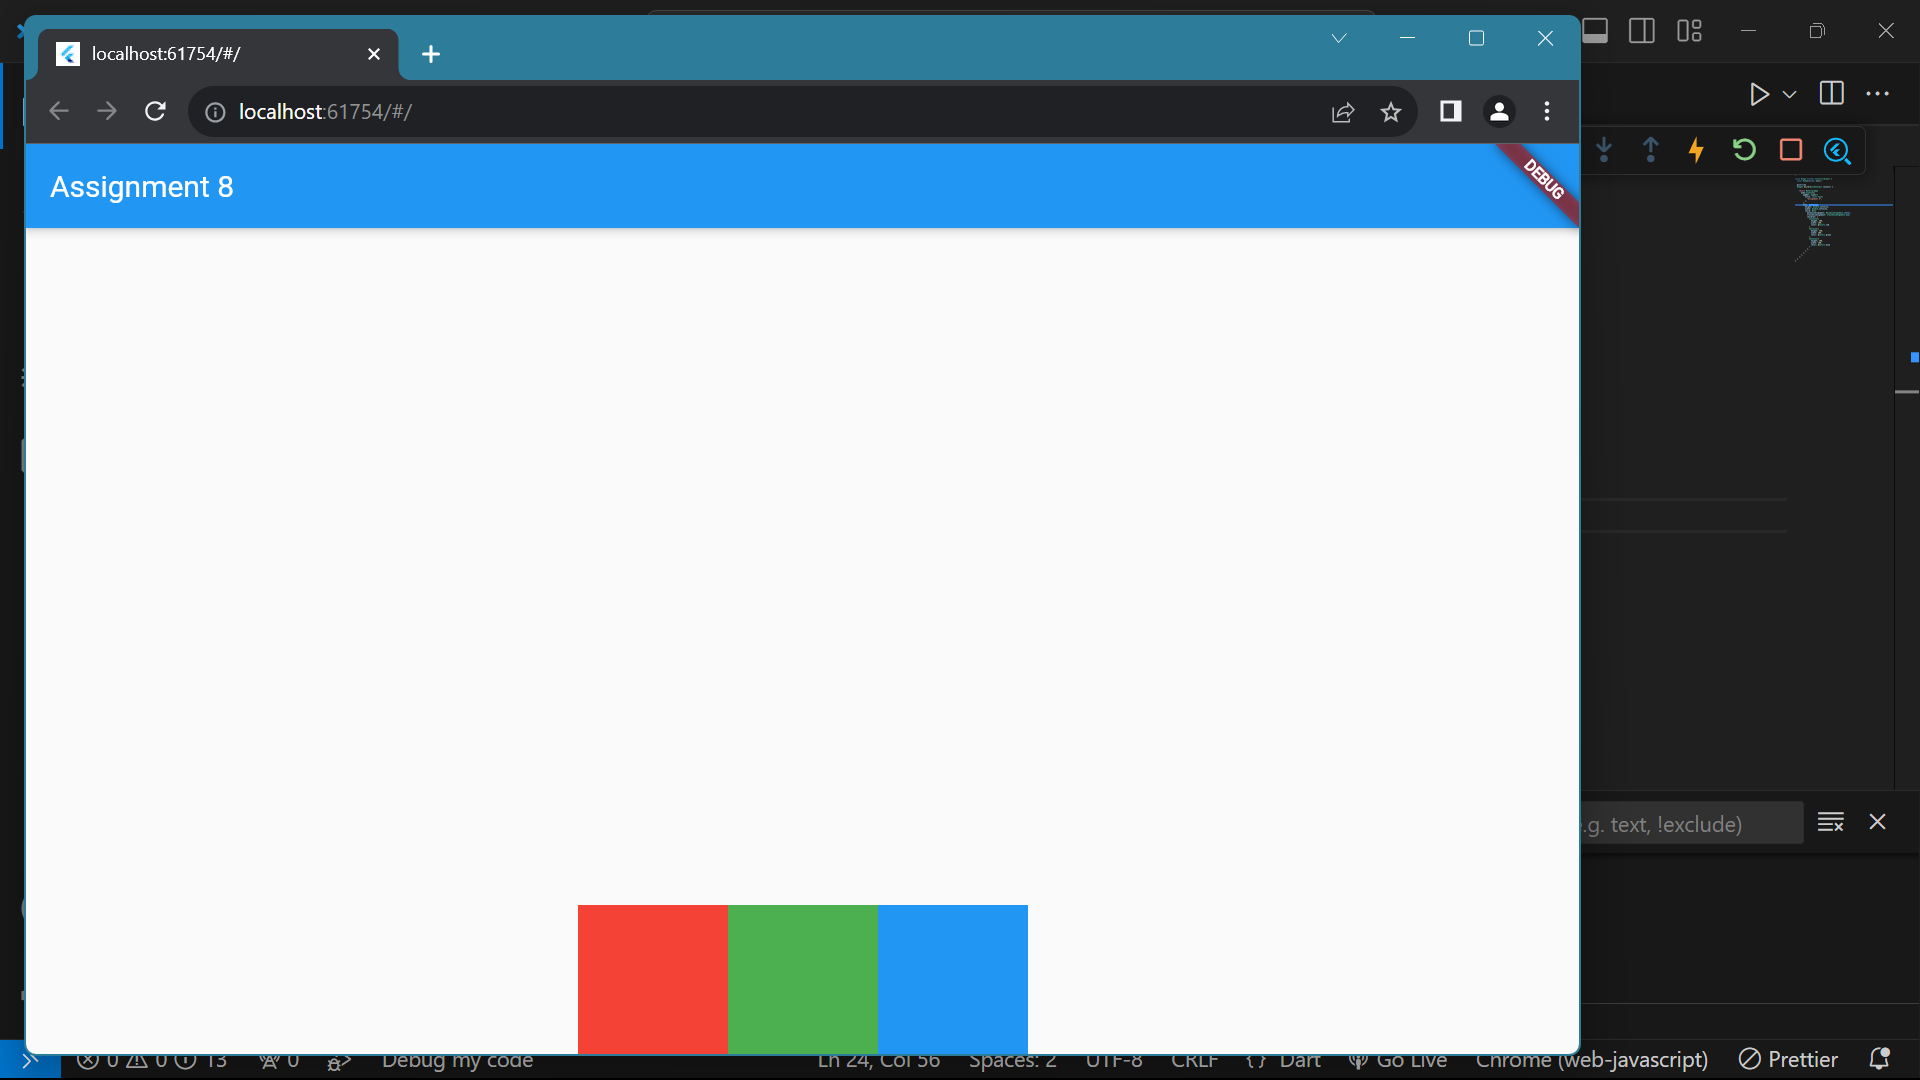 localhost:61754/#/
localhost:61754/#/
Assignment 8
DEBUG
.g. text, !exclude)
0 0 13 0 Debug my code Ln 24, Col 56 Spaces: 2 UTF-8 CRLF {} Dart Go Live Chrome (web-javascript) Prettier